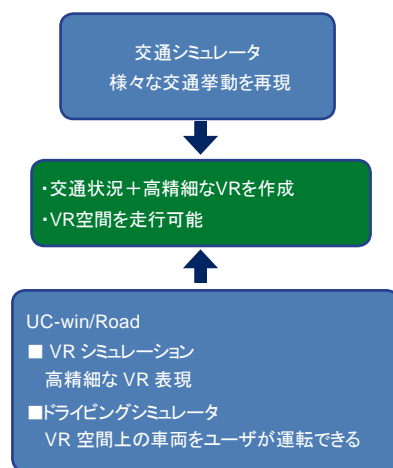 交通シミュレータ
様々な交通挙動を再現
・交通状況＋高精細なVRを作成
・VR空間を走行可能
UC-win/Road
■ VR シミュレーション
高精細な VR 表現
■ドライビングシミュレータ
VR 空間上の車両をユーザが運転できる